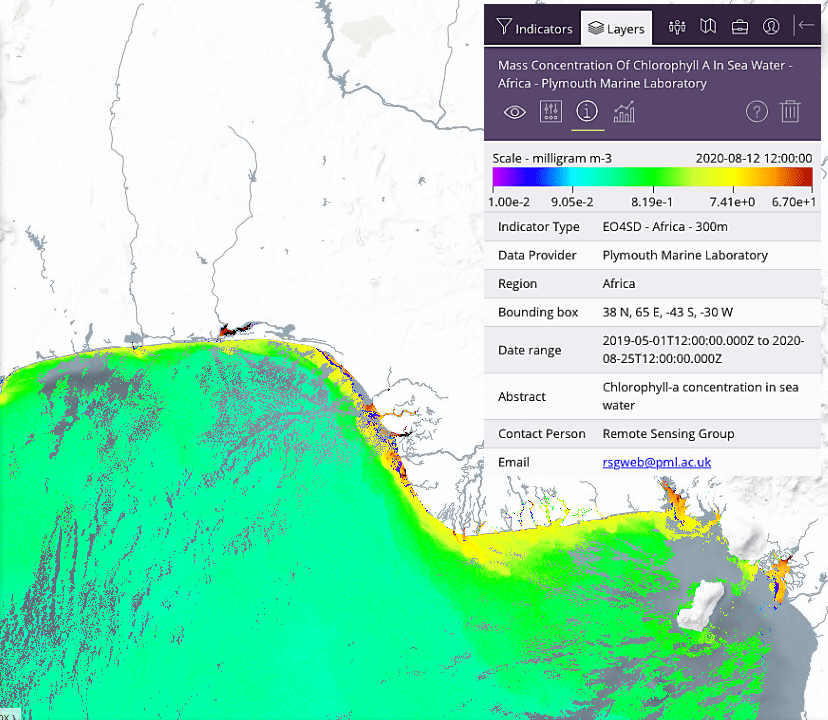 Indicators Layers
Mass Concentration Of Chlorophyll A In Sea Water -
Africa - Plymouth Marine Laboratory
Scale - milligram m-3 2020-08-12 12:00:00
1.00e-2 9.05e-2 8.19e-1 7.41e+0 6.70e+1
Indicator Type EO4SD - Africa - 300m
Data Provider Plymouth Marine Laboratory
Region Africa
Bounding box 38 N, 65 E, -43 S, -30 W
Date range 2019-05-01T12:00:00.000Z to 2020-
08-25T12:00:00.000Z
Abstract Chlorophyll-a concentration in sea
water
Contact Person Remote Sensing Group
Email rsgweb@pml.ac.uk